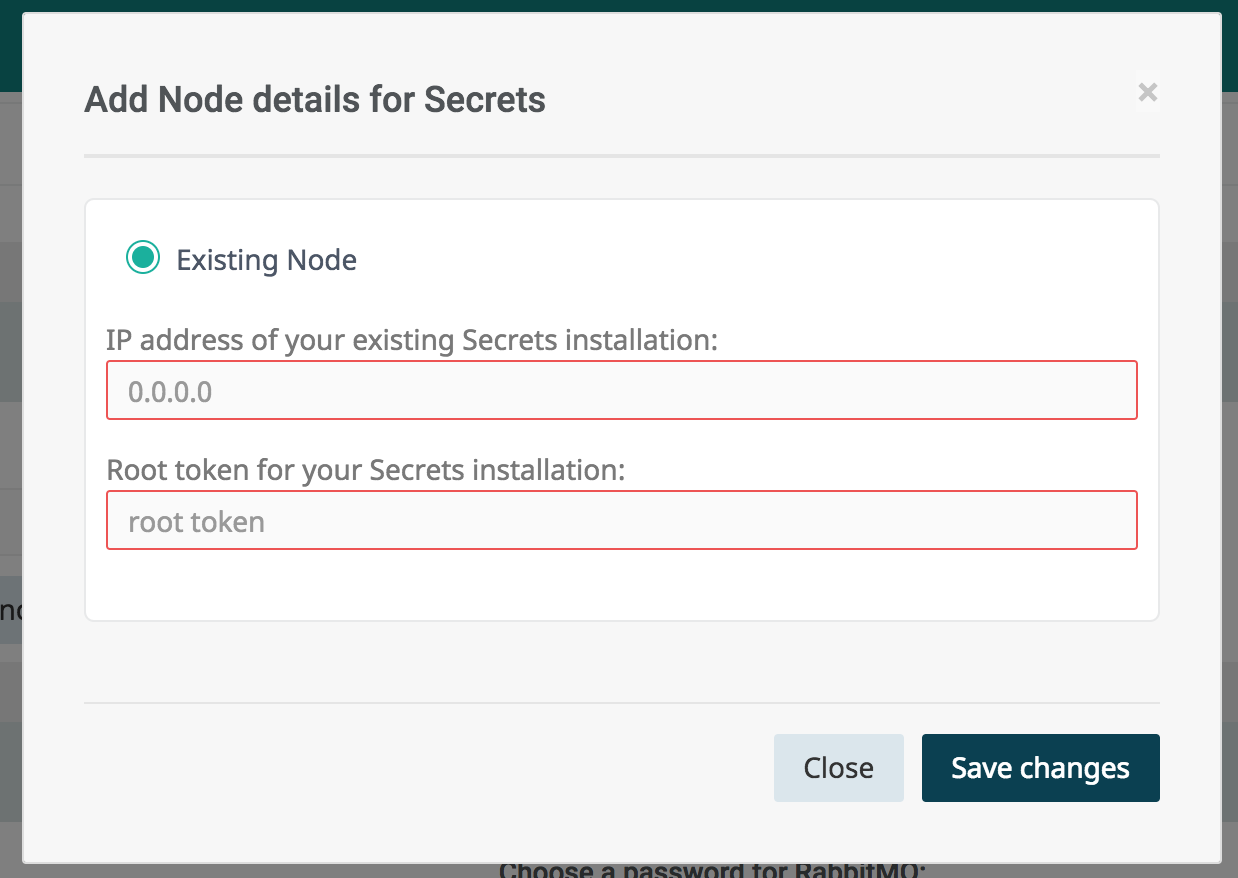 Add Node details for Secrets
×
Existing Node
IP address of your existing Secrets installation:
0.0.0.0
Root token for your Secrets installation:
root token
Close
Save changes
Choose a password for RabbitMQ: